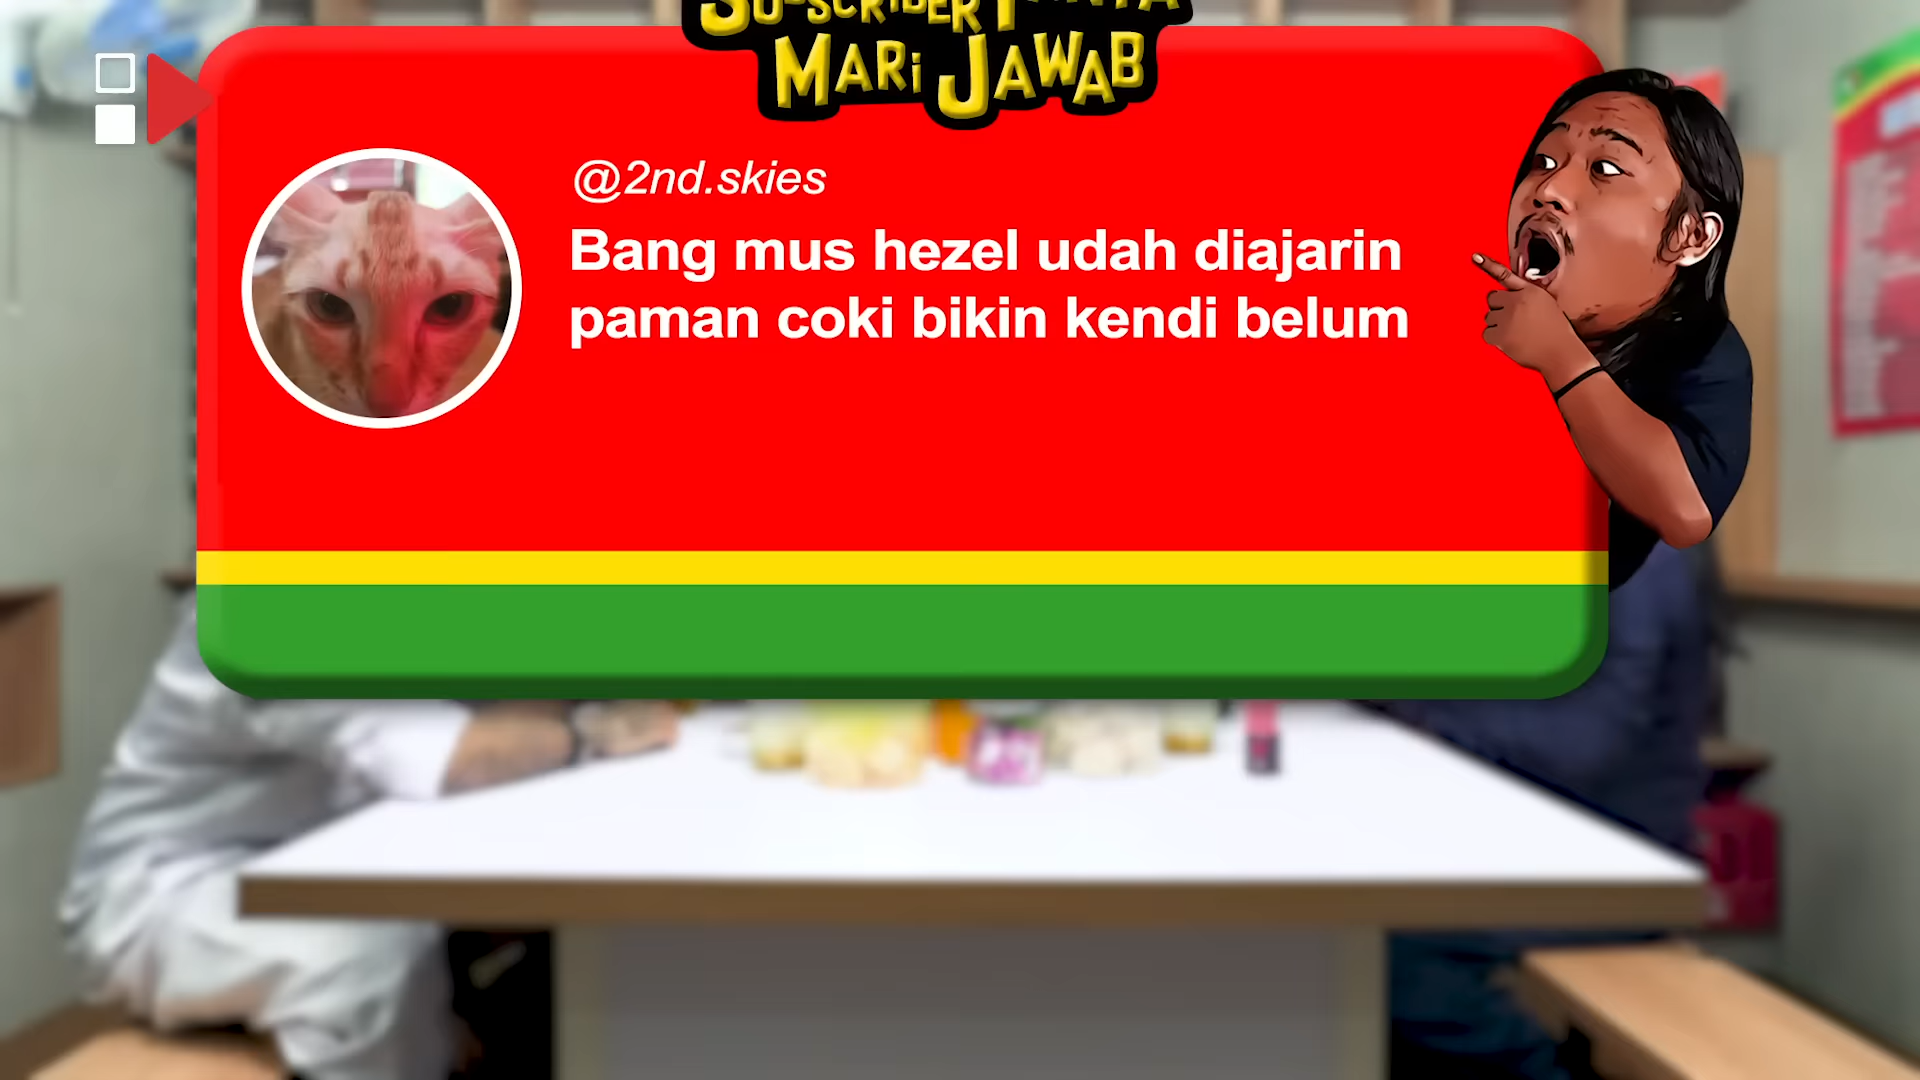 MARi JAWAB
@2nd.skies
Bang mus hezel udah diajarin
paman coki bikin kendi belum